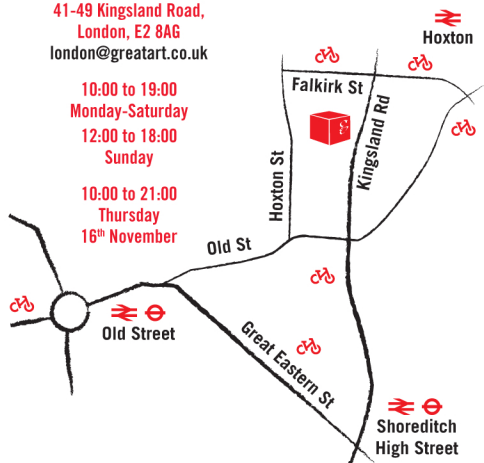 41-49 Kingsland Road,
London, E2 8AG
london@greatart.co.uk
10:00 to 19:00
Monday-Saturday
12:00 to 18:00
Sunday
10:00 to 21:00
Thursday
16th November
Hoxton
Falkirk St
Kingsland Rd
Hoxton St
Old St
Old Street
Great Eastern St
Shoreditch
High Street